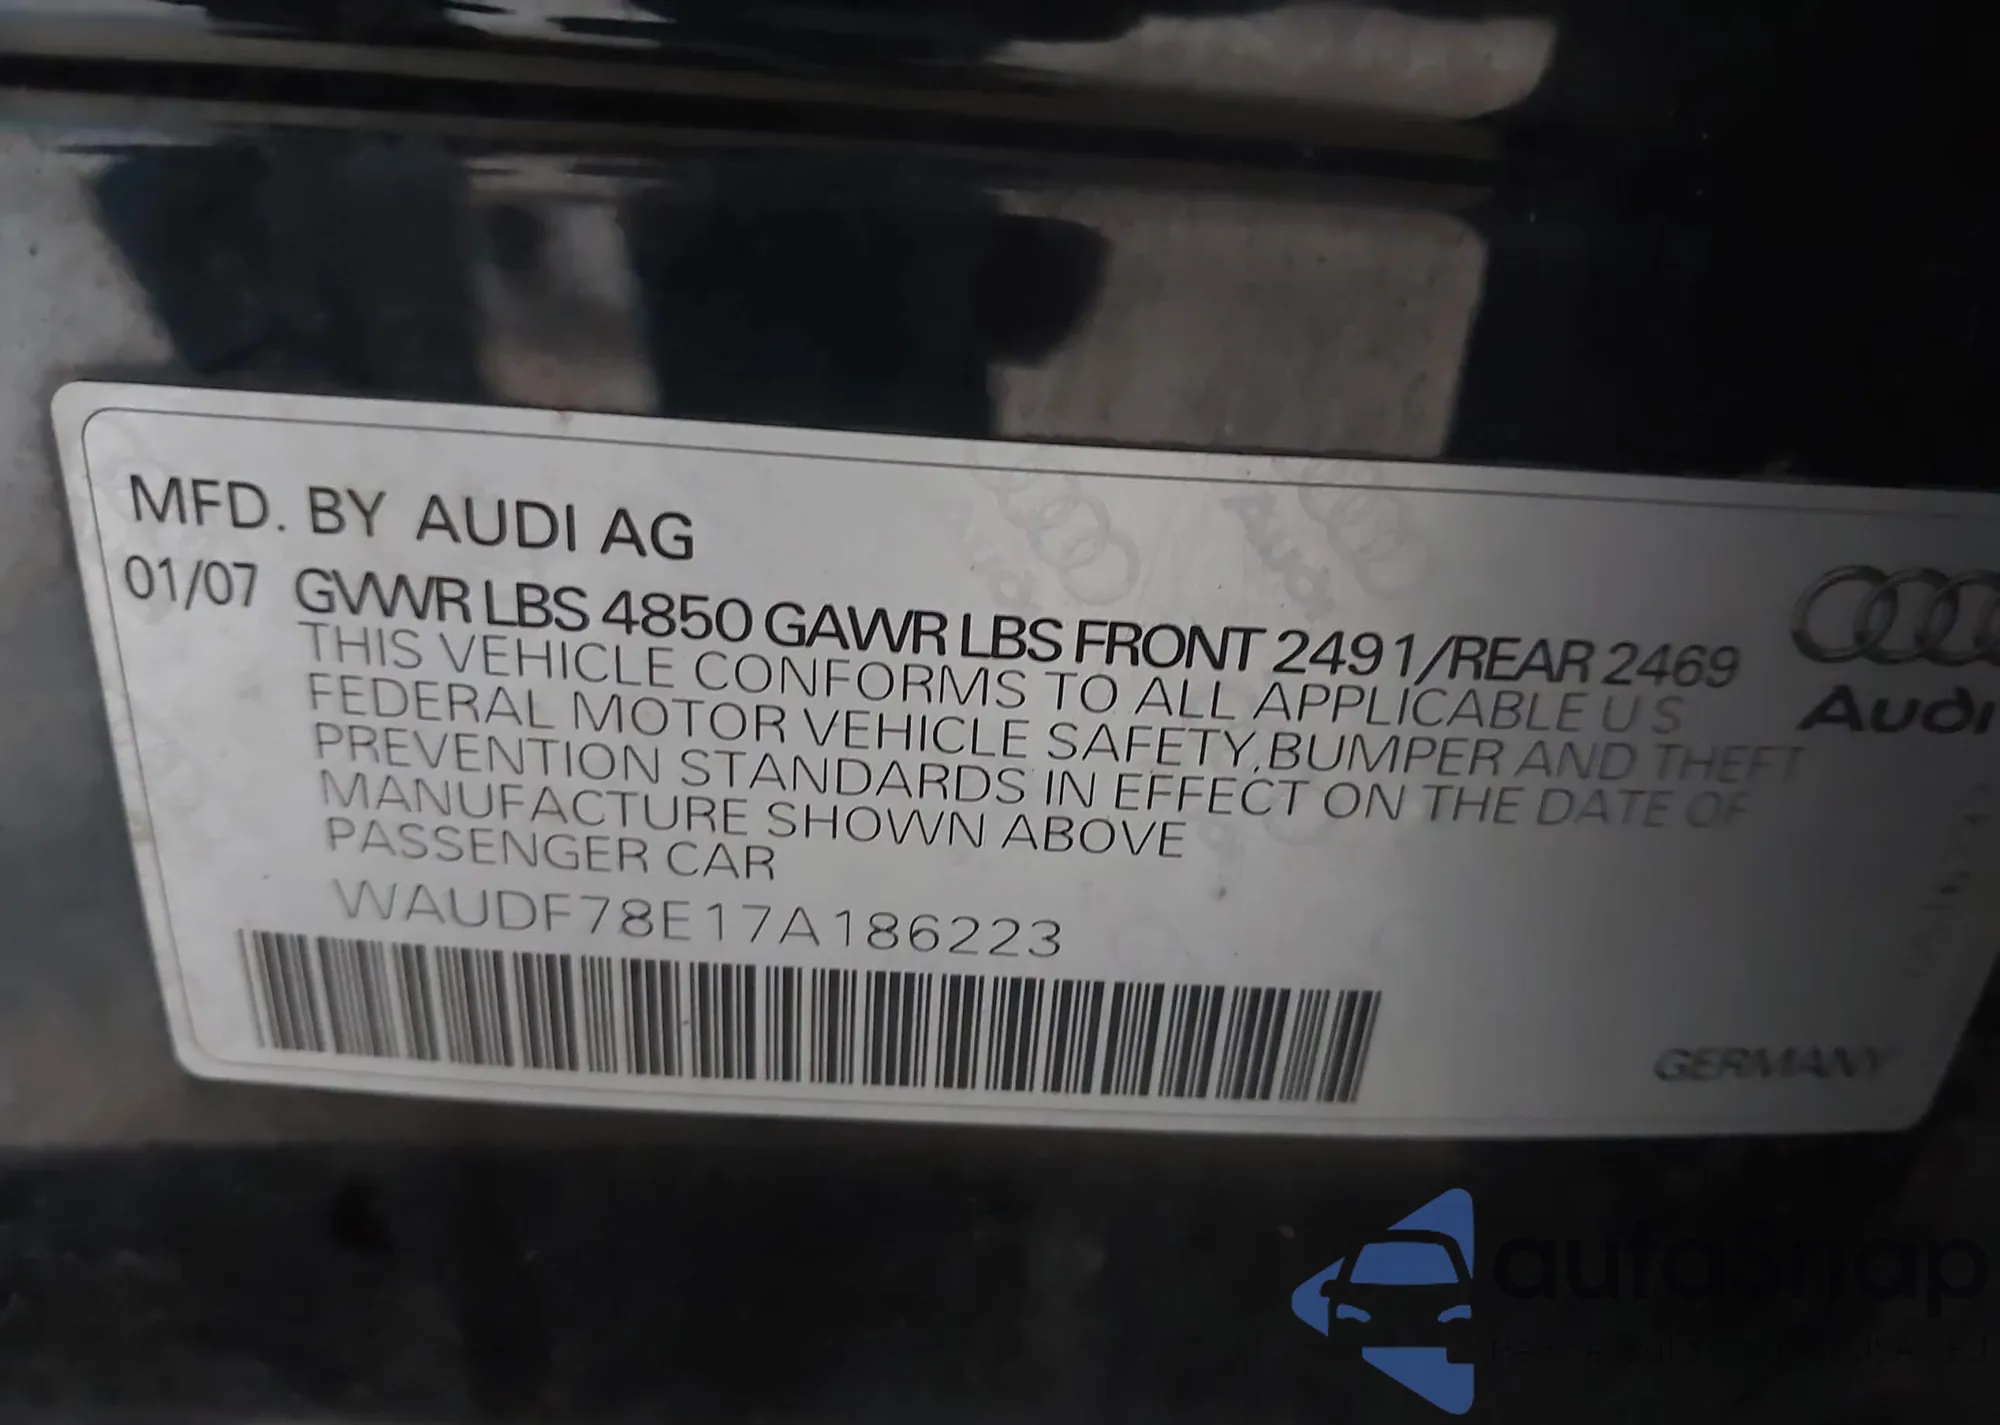 MFD. BY AUDI AG
01/07 GVWR LBS 4850 GAWR LBS FRONT 2491/REAR 2469
THIS VEHICLE CONFORMS TO ALL APPLICABLE U S
FEDERAL MOTOR VEHICLE SAFETY, BUMPER AND THEFT
PREVENTION STANDARDS IN EFFECT ON THE DATE OF
MANUFACTURE SHOWN ABOVE
PASSENGER CAR
WAUDF78E17A186223
Audi
GERMANY
autosnap